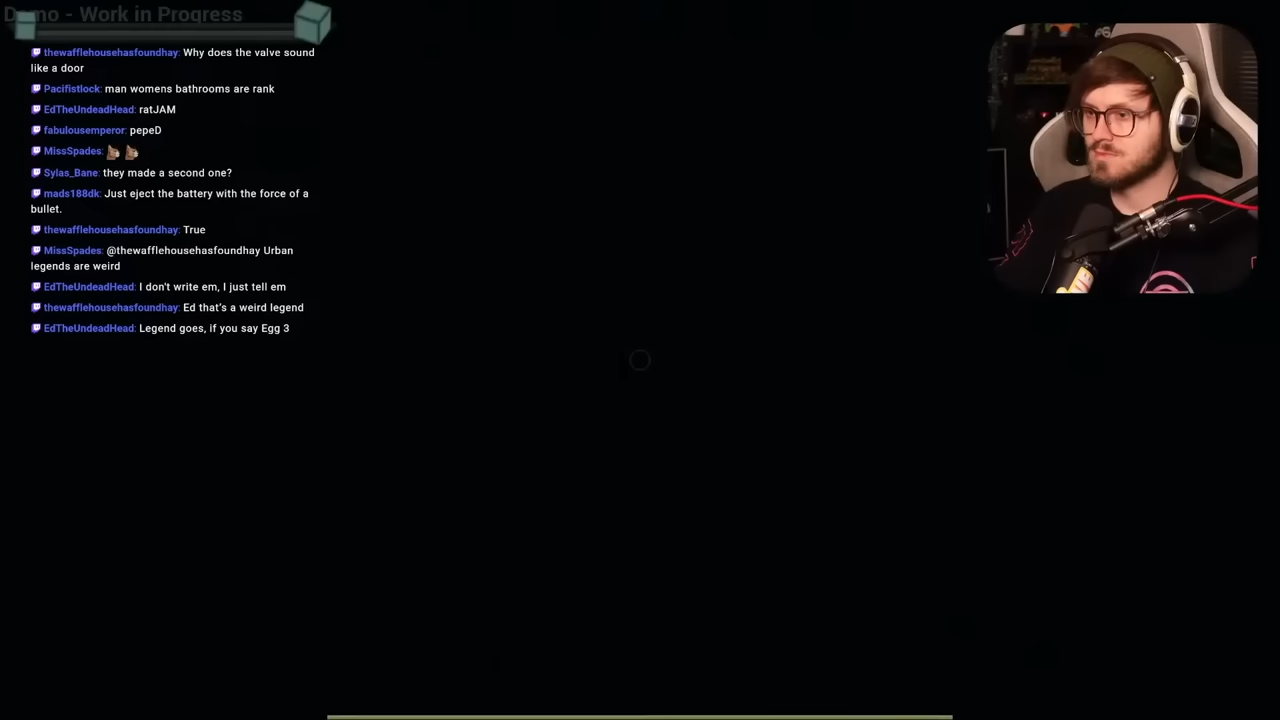 Demo - Work in Progress
thewafflehousehasfoundhay: Why does the valve sound
like a door
Pacifistlock: man womens bathrooms are rank
EdTheUndeadHead: ratJAM
fabulousemperor: pepeD
MissSpades:
Sylas_Bane: they made a second one?
mads188dk: Just eject the battery with the force of a
bullet.
thewafflehousehasfoundhay: True
MissSpades: @thewafflehousehasfoundhay Urban
legends are weird
EdTheUndeadHead: I don't write em, I just tell em
thewafflehousehasfoundhay: Ed that's a weird legend
EdTheUndeadHead: Legend goes, if you say Egg 3